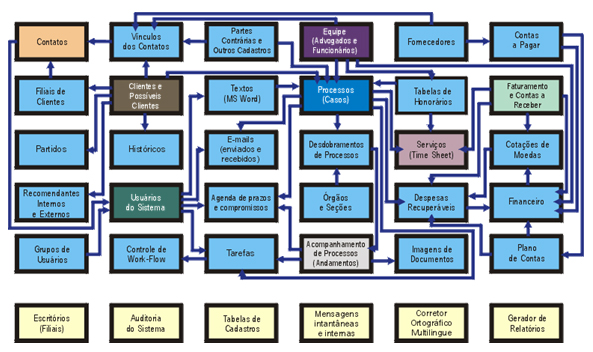 Contatos
Vínculos
dos Contatos
Partes
Contrárias e
Outros Cadastros
Equipe
(Advogados e
Funcionários)
Fornecedores
Contas
a Pagar
Filiais de
Clientes
Clientes e
Possíveis
Clientes
Textos
(MS Word)
Processos
(Casos)
Tabelas de
Honorários
Faturamento
e Contas a
Receber
Partidos
Históricos
E-mails
(enviados e
recebidos)
Desdobramentos
de Processos
Serviços
(Time Sheet)
Cotações de
Moedas
Recomendantes
Internos
e Externos
Usuários
do Sistema
Agenda de prazos
e compromissos
Órgãos
e Seções
Despesas
Recuperáveis
Financeiro
Grupos de
Usuários
Controle de
Work-Flow
Tarefas
Acompanhamento
de Processos
(Andamentos)
Imagens de
Documentos
Plano
de Contas
Escritórios
(Filiais)
Auditoria
do Sistema
Tabelas de
Cadastros
Mensagens
intantâneas
e internas
Corretor
Ortográfico
Multilíngue
Gerador de
Relatórios